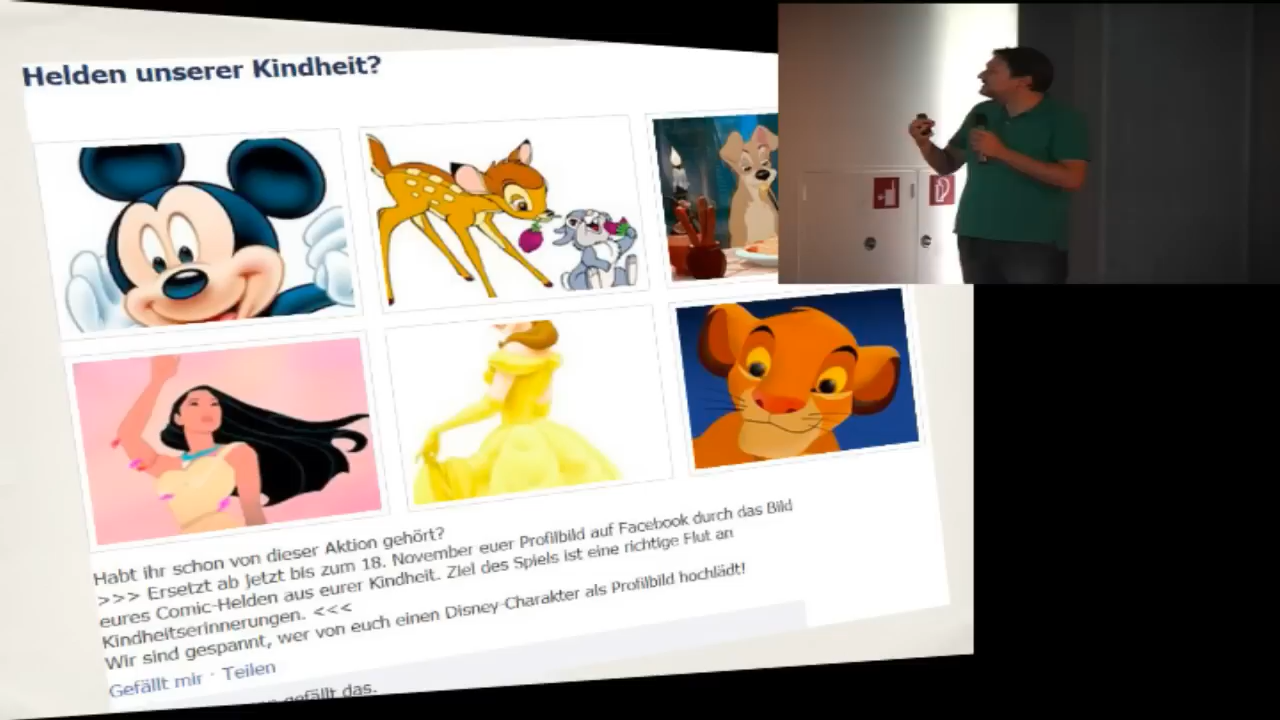 Helden unserer Kindheit?
Habt ihr schon von dieser Aktion gehört?
>>> Ersetzt ab jetzt bis zum 18. November euer Profilbild auf Facebook durch das Bild
eures Comic-Helden aus eurer Kindheit. Ziel des Spiels ist eine richtige Flut an
Kindheitserinnerungen. <<<
Wir sind gespannt, wer von euch einen Disney-Charakter als Profilbild hochlädt!
Gefällt mir · Teilen
gefällt das.